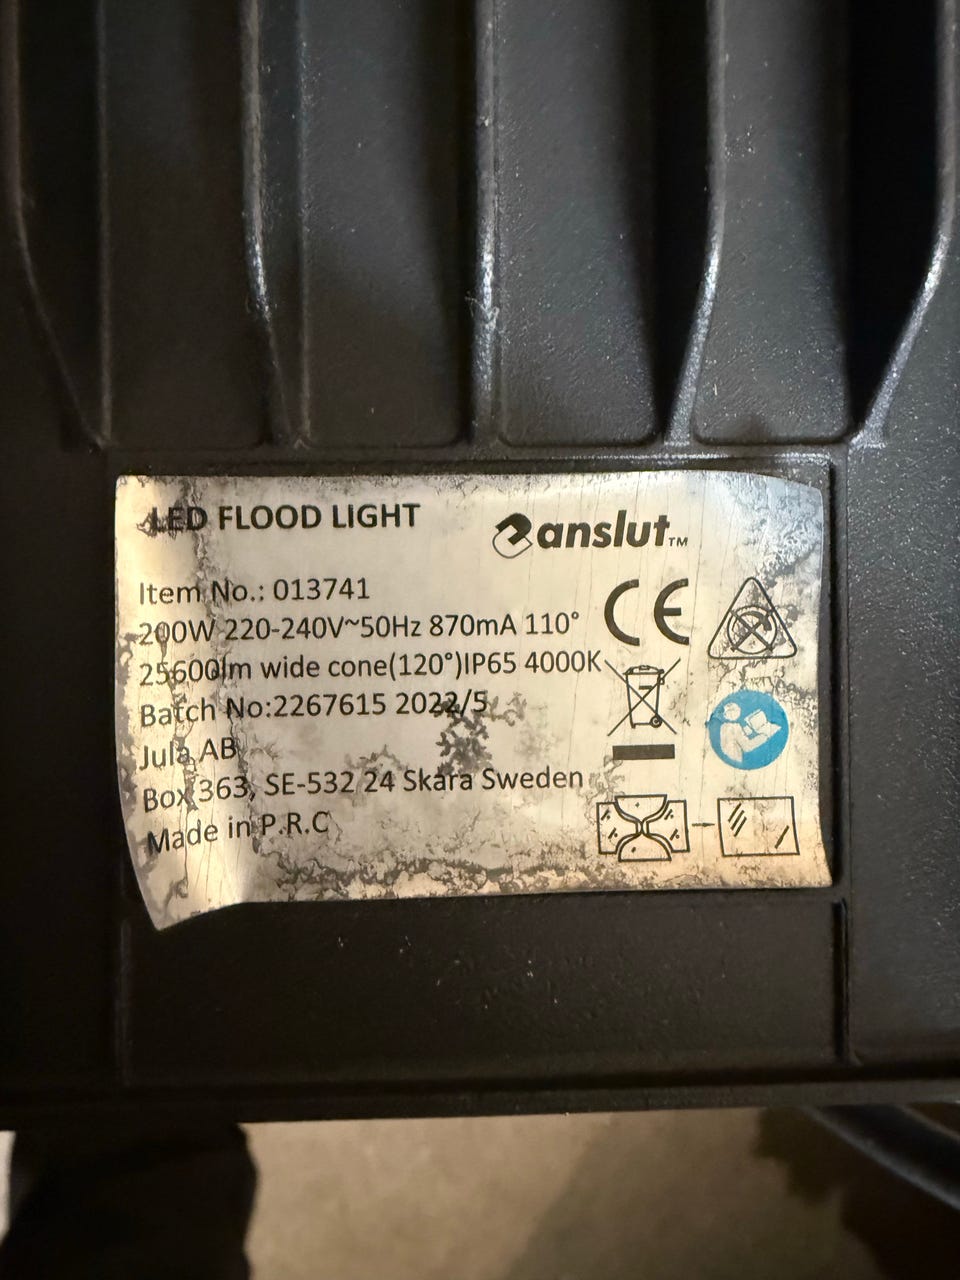 LED FLOOD LIGHT
anslut™
Item No.: 013741
200W 220-240V~50Hz 870mA 110°
25600lm wide cone(120°)IP65 4000K
Batch No:2267615 2022/5
Jula AB
Box 363, SE-532 24 Skara Sweden
Made in P.R.C
CE